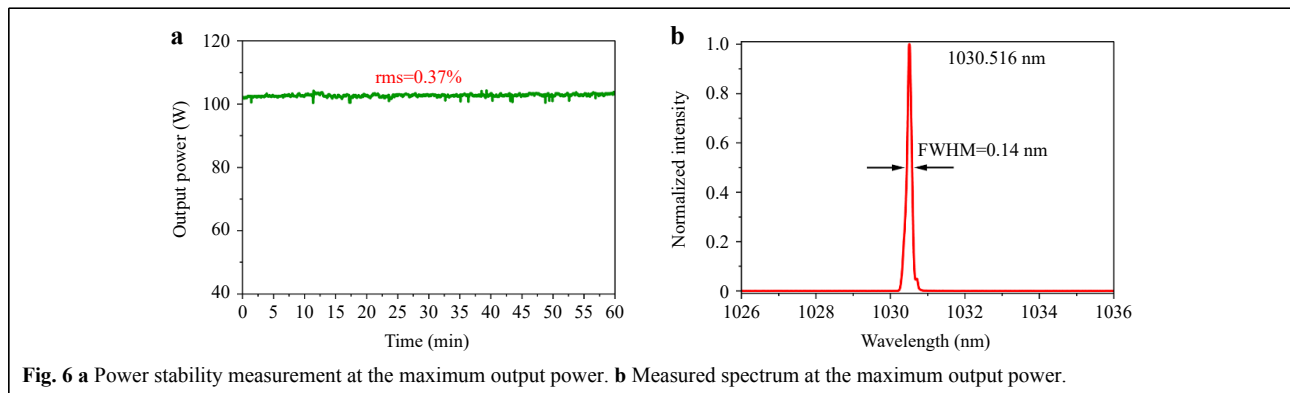 a
120
100
80
60
40
Output power (W)
rms=0.37%
0 5 10 15 20 25 30 35 40 45 50 55 60
Time (min)
b
1.0
0.8
0.6
0.4
0.2
0
Normalized intensity
1030.516 nm
FWHM=0.14 nm
1026 1028 1030 1032 1034 1036
Wavelength (nm)
Fig. 6 a Power stability measurement at the maximum output power. b Measured spectrum at the maximum output power.